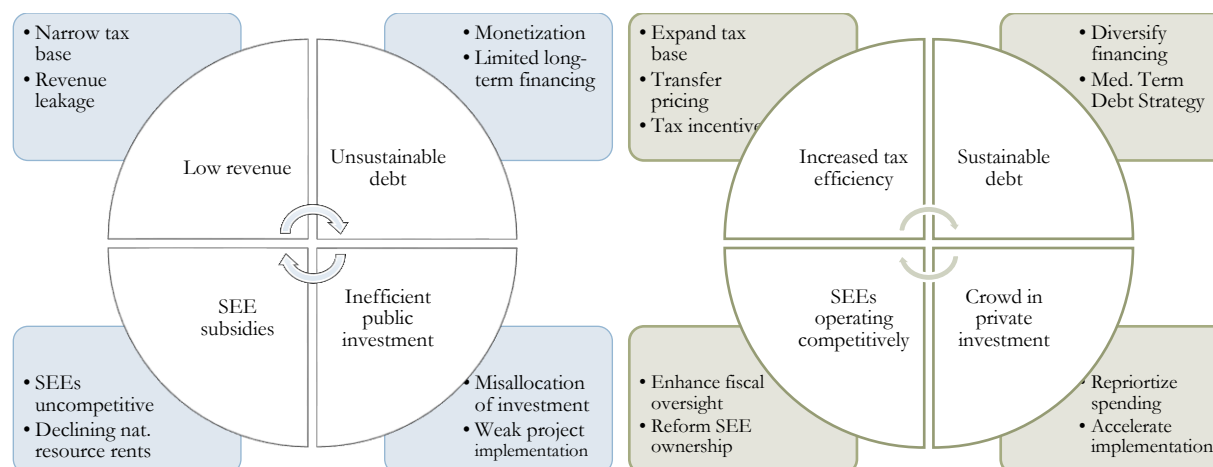 • Narrow tax
base
• Revenue
leakage
• Monetization
• Limited long-
term financing
Low revenue
Unsustainable
debt
SEE
subsidies
Inefficient
public
investment
• SEEs
uncompetitive
• Declining nat.
resource rents
• Misallocation
of investment
• Weak project
implementation
• Expand tax
base
• Transfer
pricing
• Tax incentive
• Diversify
financing
• Med. Term
Debt Strategy
Increased tax
efficiency
Sustainable
debt
SEEs
operating
competitively
Crowd in
private
investment
• Enhance fiscal
oversight
• Reform SEE
ownership
• Repriortize
spending
• Accelerate
implementation